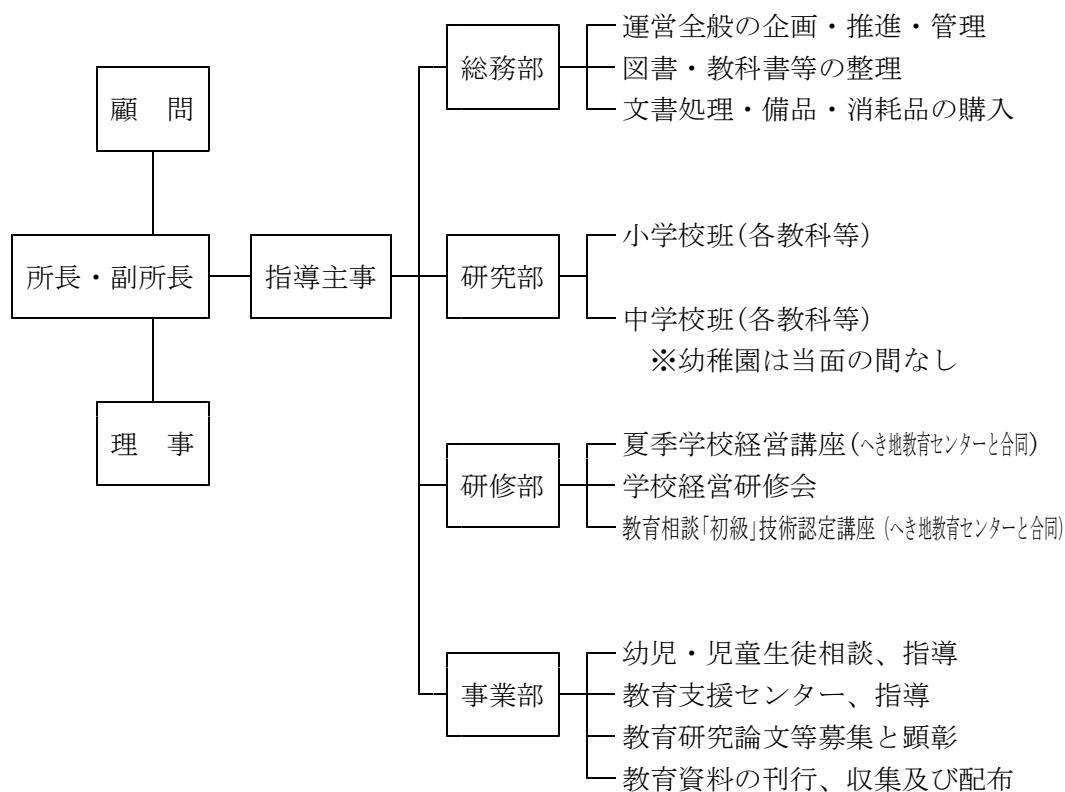 顧　問
所長・副所長
理　事
指導主事
総務部
運営全般の企画・推進・管理
図書・教科書等の整理
文書処理・備品・消耗品の購入
研究部
小学校班(各教科等)
中学校班(各教科等)
※幼稚園は当面の間なし
研修部
夏季学校経営講座(へき地教育センターと合同)
学校経営研修会
教育相談「初級」技術認定講座 (へき地教育センターと合同)
事業部
幼児・児童生徒相談、指導
教育支援センター、指導
教育研究論文等募集と顕彰
教育資料の刊行、収集及び配布